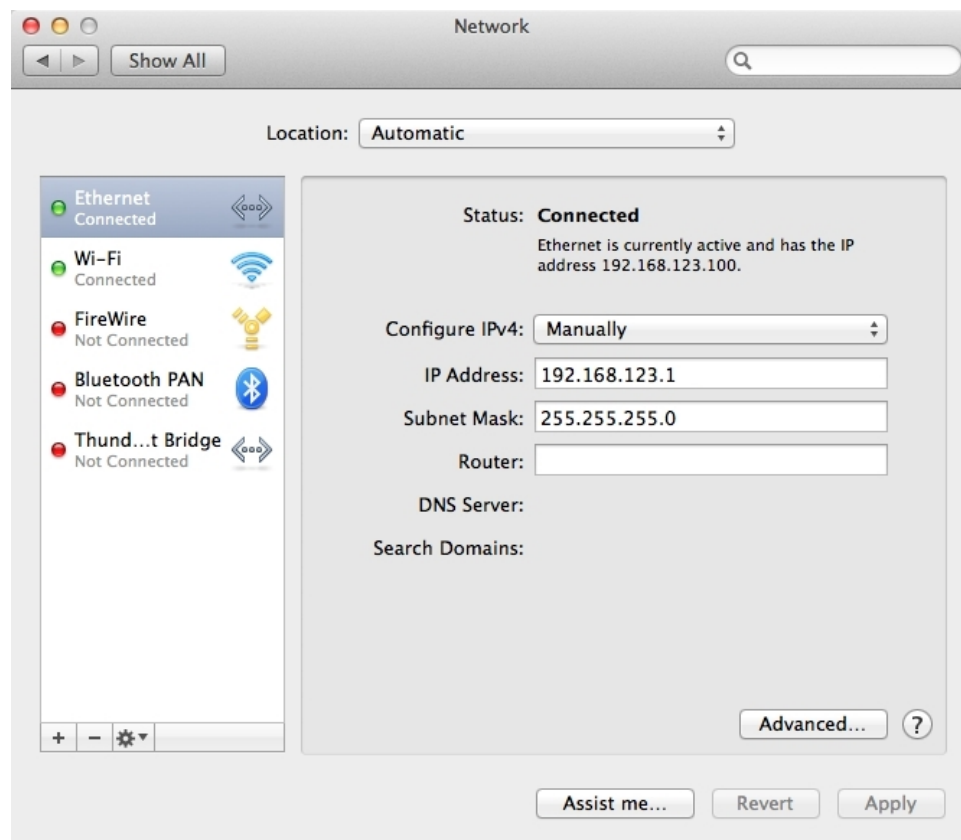 Network
Show All
Location: Automatic
Ethernet
Connected
Wi-Fi
Connected
FireWire
Not Connected
Bluetooth PAN
Not Connected
Thund...t Bridge
Not Connected
Status: Connected
Ethernet is currently active and has the IP
address 192.168.123.100.
Configure IPv4: Manually
IP Address: 192.168.123.1
Subnet Mask: 255.255.255.0
Router:
DNS Server:
Search Domains:
+ −
Advanced... ?
Assist me... Revert Apply